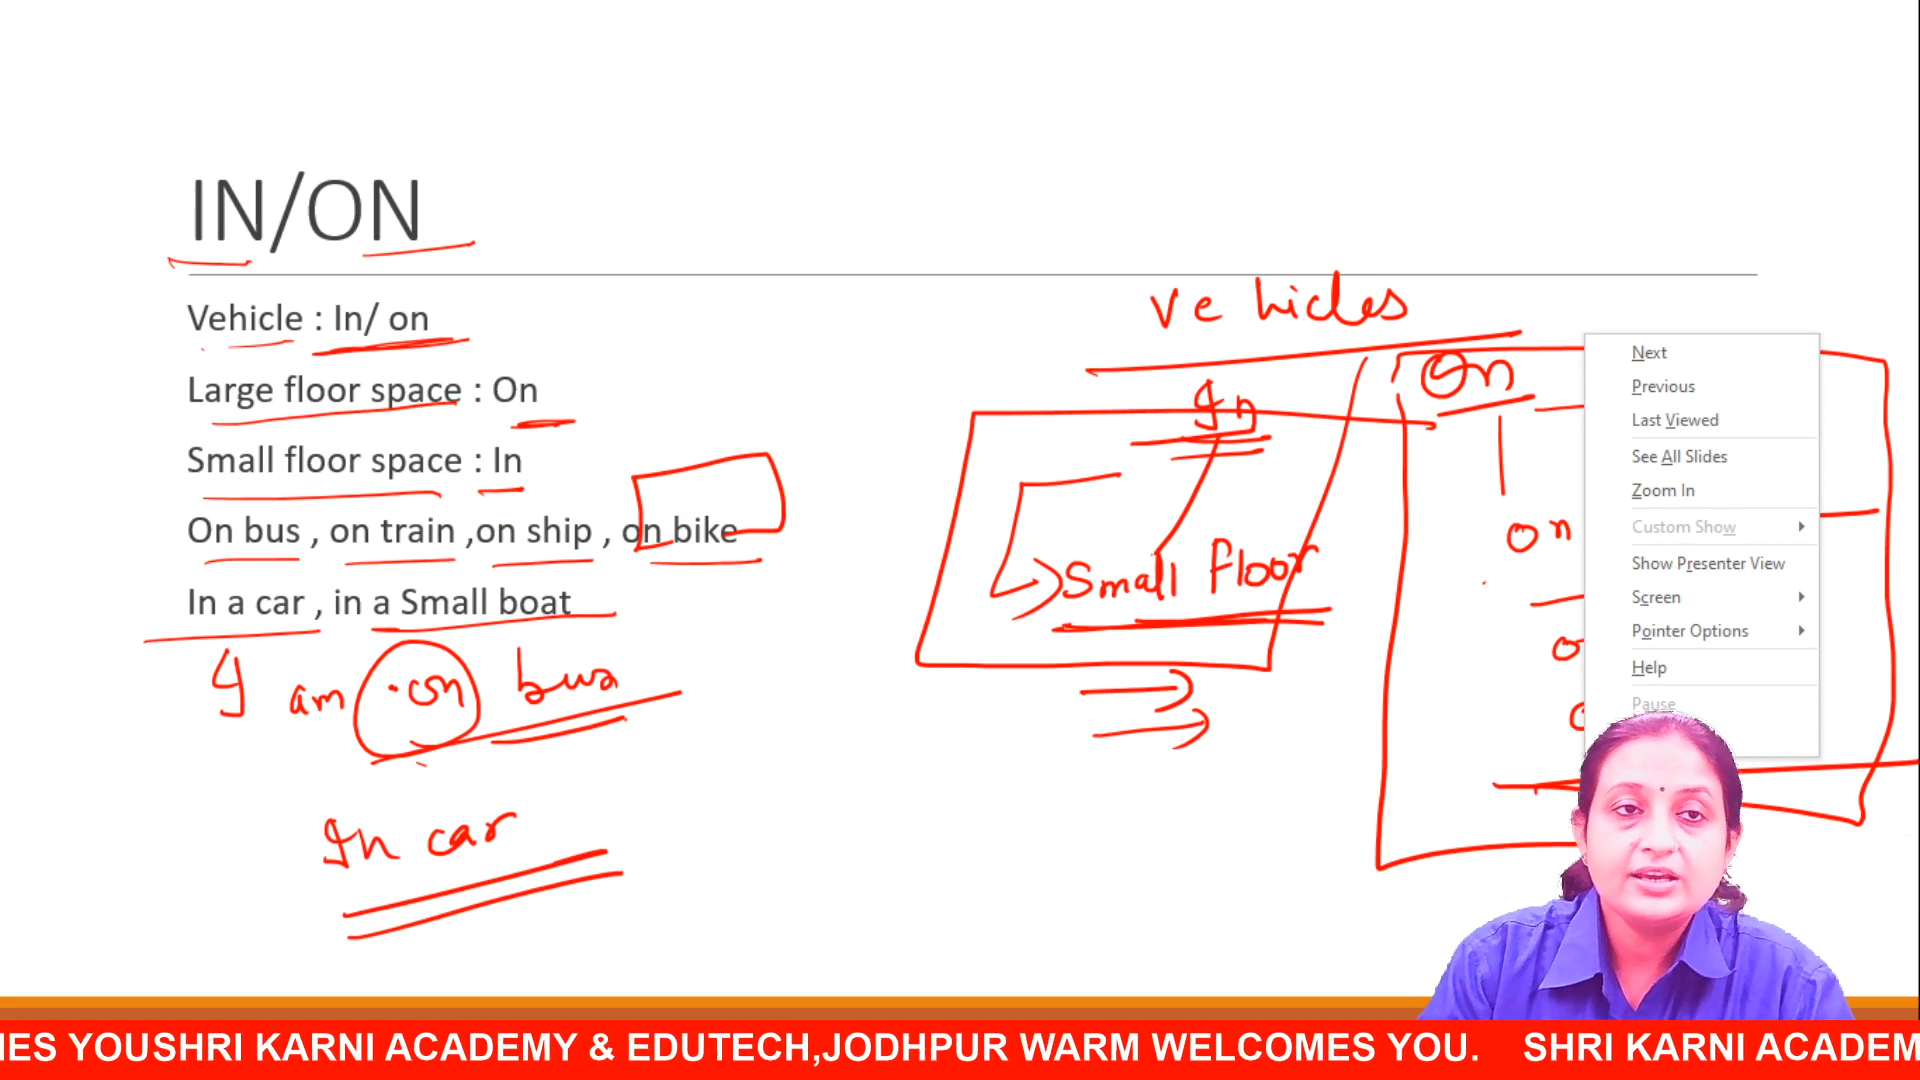 IN/ON
Vehicle : In/ on
Large floor space : On
Small floor space : In
On bus , on train ,on ship , on bike
In a car , in a Small boat
I am on bus
In car
Vehicles
In
Small floor
On
on
Next
Previous
Last Viewed
See All Slides
Zoom In
Custom Show
Show Presenter View
Screen
Pointer Options
Help
Pause
IES YOUSHRI KARNI ACADEMY & EDUTECH,JODHPUR WARM WELCOMES YOU. SHRI KARNI ACADEM